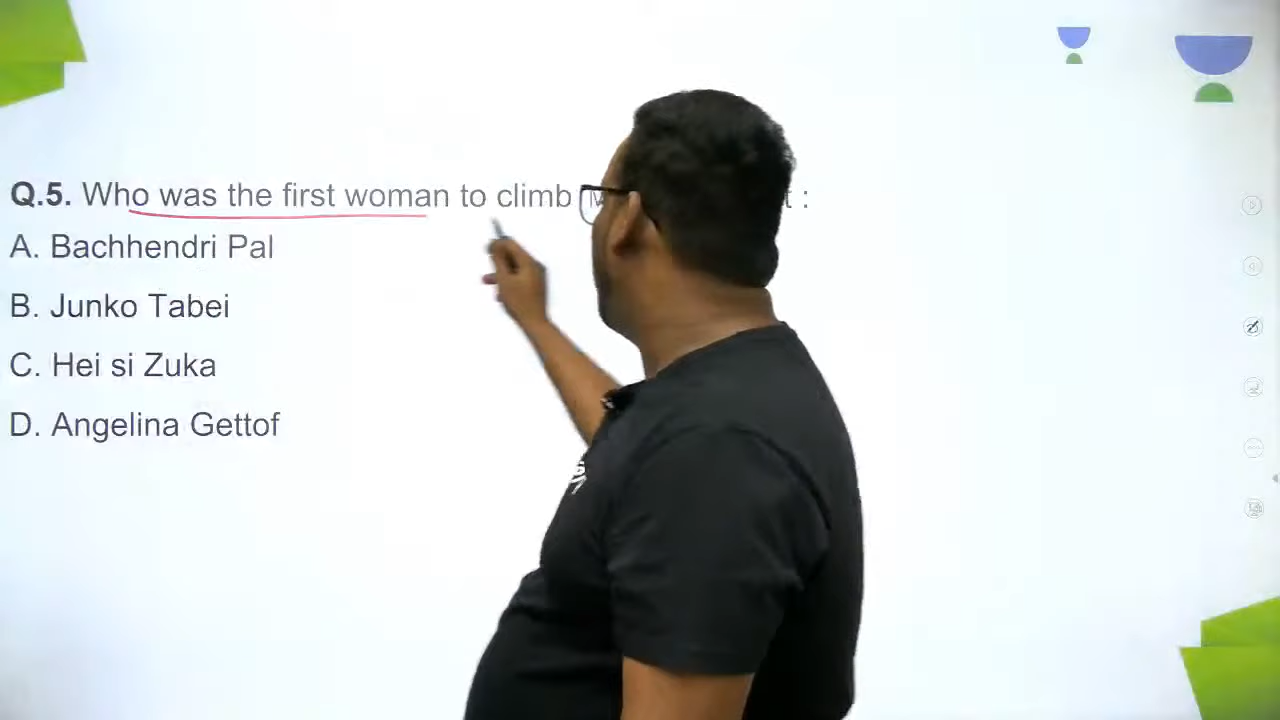 Q.5. Who was the first woman to climb :
A. Bachhendri Pal
B. Junko Tabei
C. Hei si Zuka
D. Angelina Gettof